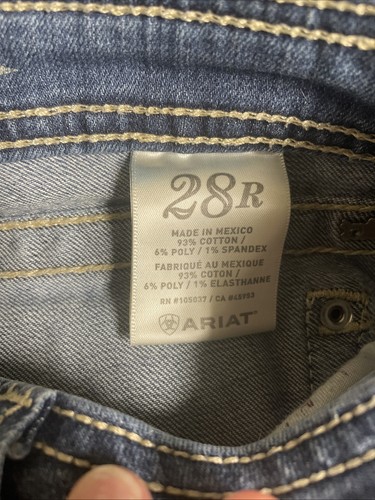 28R
MADE IN MEXICO
93% COTTON /
6% POLY / 1% SPANDEX
FABRIQUÉ AU MEXIQUE
93% COTON /
6% POLY / 1% ELASTHANNE
RN #105037 / CA #48953
ARIAT